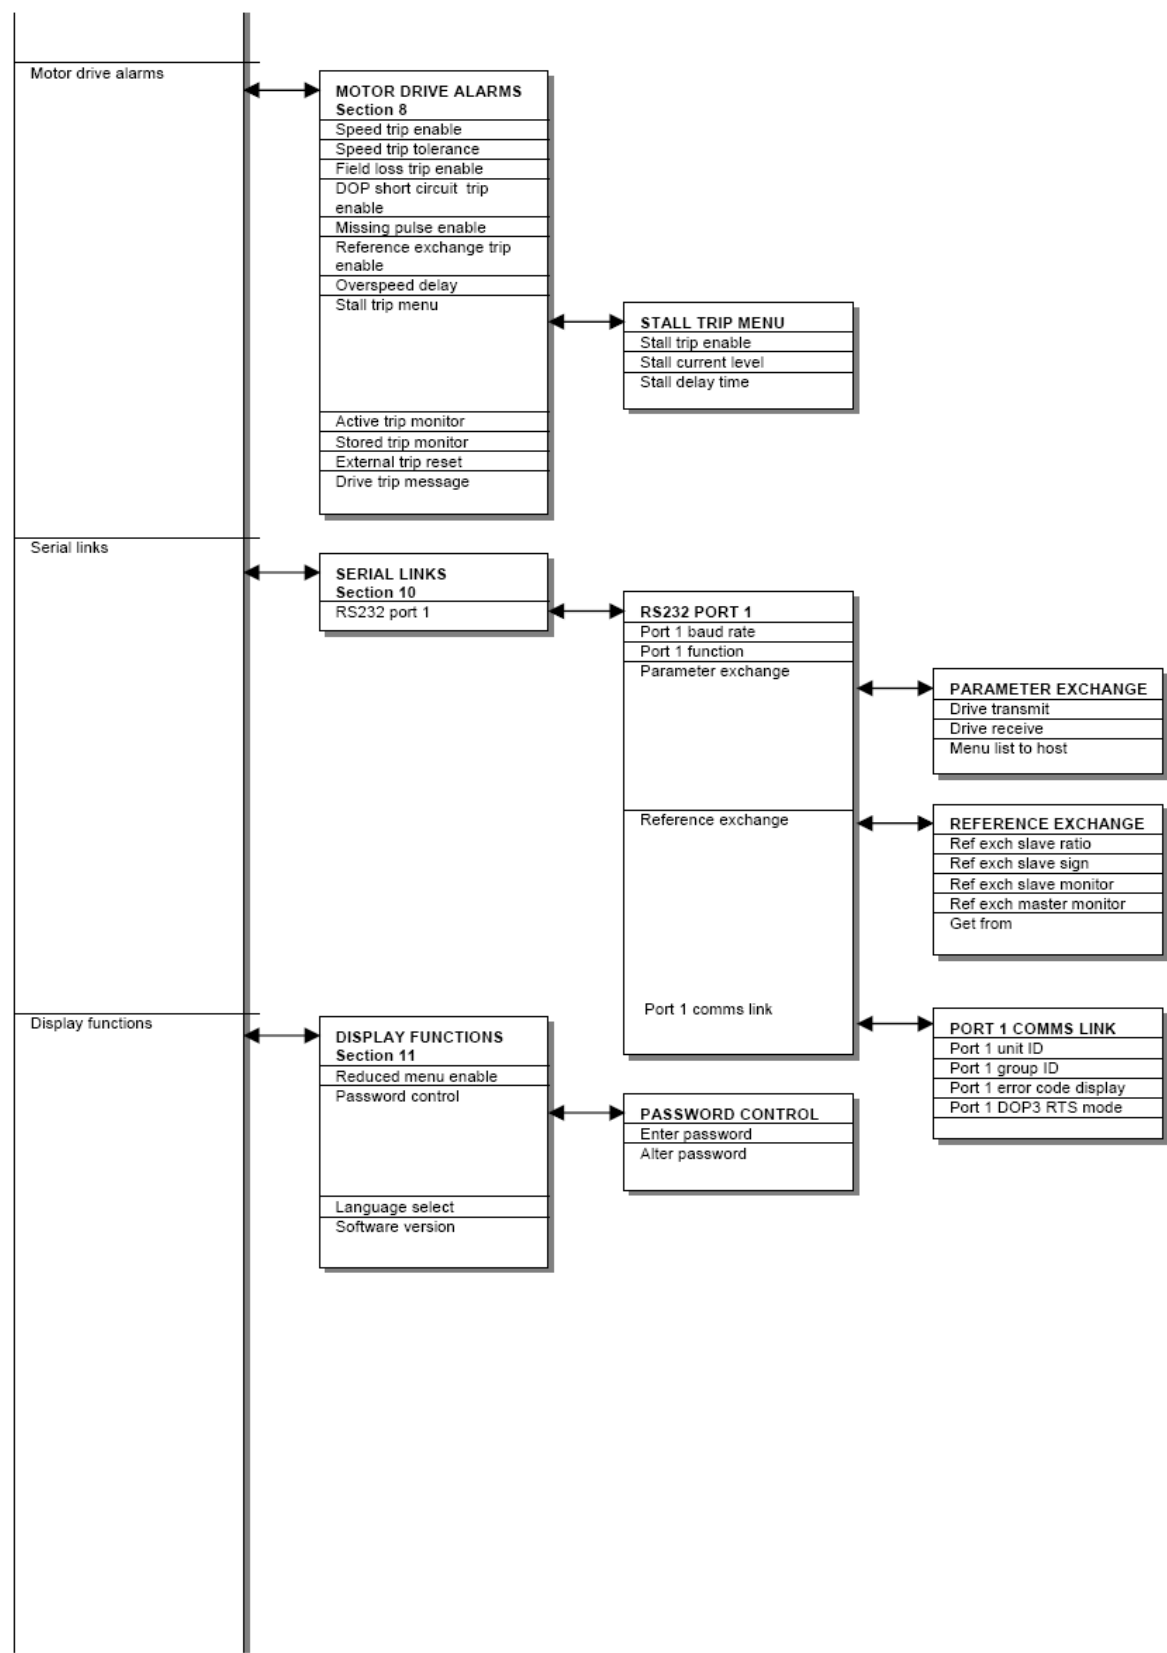 Motor drive alarms
MOTOR DRIVE ALARMS
Section 8
Speed trip enable
Speed trip tolerance
Field loss trip enable
DOP short circuit trip
enable
Missing pulse enable
Reference exchange trip
enable
Overspeed delay
Stall trip menu
STALL TRIP MENU
Stall trip enable
Stall current level
Stall delay time
Active trip monitor
Stored trip monitor
External trip reset
Drive trip message
Serial links
SERIAL LINKS
Section 10
RS232 port 1
RS232 PORT 1
Port 1 baud rate
Port 1 function
Parameter exchange
PARAMETER EXCHANGE
Drive transmit
Drive receive
Menu list to host
Reference exchange
REFERENCE EXCHANGE
Ref exch slave ratio
Ref exch slave sign
Ref exch slave monitor
Ref exch master monitor
Get from
Port 1 comms link
PORT 1 COMMS LINK
Port 1 unit ID
Port 1 group ID
Port 1 error code display
Port 1 DOP3 RTS mode
Display functions
DISPLAY FUNCTIONS
Section 11
Reduced menu enable
Password control
PASSWORD CONTROL
Enter password
Alter password
Language select
Software version